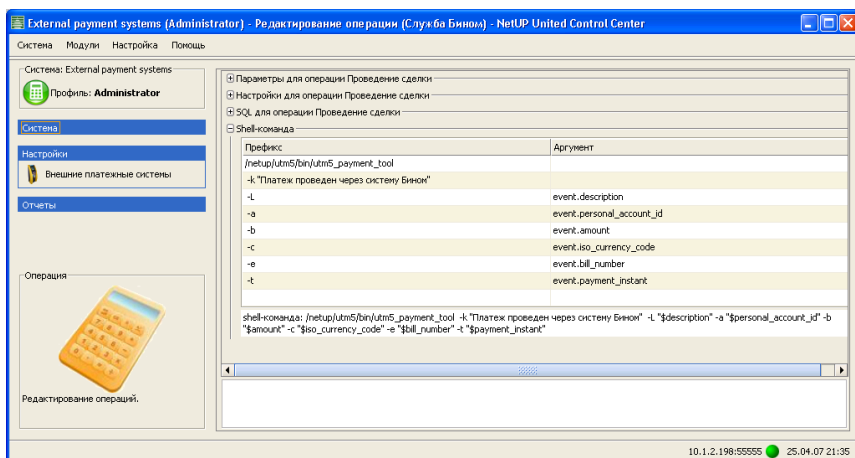 External payment systems (Administrator) - Редактирование операции (Служба Бином) - NetUP United Control Center
Система Модули Настройка Помощь
Система: External payment systems
Профиль: Administrator
Система
Настройки
Внешние платежные системы
Отчеты
Операция
Редактирование операций.
Параметры для операции Проведение сделки
Настройки для операции Проведение сделки
SQL для операции Проведение сделки
Shell-команда
Префикс Аргумент
/netup/utm5/bin/utm5_payment_tool
-k "Платеж проведен через систему Бином"
-L event.description
-a event.personal_account_id
-b event.amount
-c event.iso_currency_code
-e event.bill_number
-t event.payment_instant
shell-команда: /netup/utm5/bin/utm5_payment_tool -k "Платеж проведен через систему Бином" -L "$description" -a "$personal_account_id" -b
"$amount" -c "$iso_currency_code" -e "$bill_number" -t "$payment_instant"
10.1.2.198:55555 25.04.07 21:35